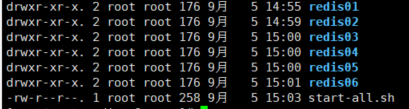 drwxr-xr-x. 2 root root 176 9月   5 14:55 redis01
drwxr-xr-x. 2 root root 176 9月   5 14:59 redis02
drwxr-xr-x. 2 root root 176 9月   5 15:00 redis03
drwxr-xr-x. 2 root root 176 9月   5 15:00 redis04
drwxr-xr-x. 2 root root 176 9月   5 15:00 redis05
drwxr-xr-x. 2 root root 176 9月   5 15:01 redis06
-rw-r--r--. 1 root root 258 9月   5 15:03 start-all.sh